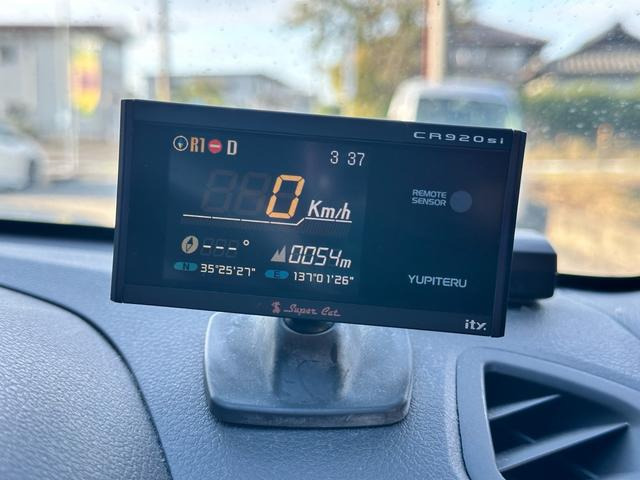 CR920si
R1 D
3 37
0 Km/h
REMOTE
SENSOR
---°
0054m
N 35°25'27" E 137°01'26"
YUPITERU
Super Cat
ity.